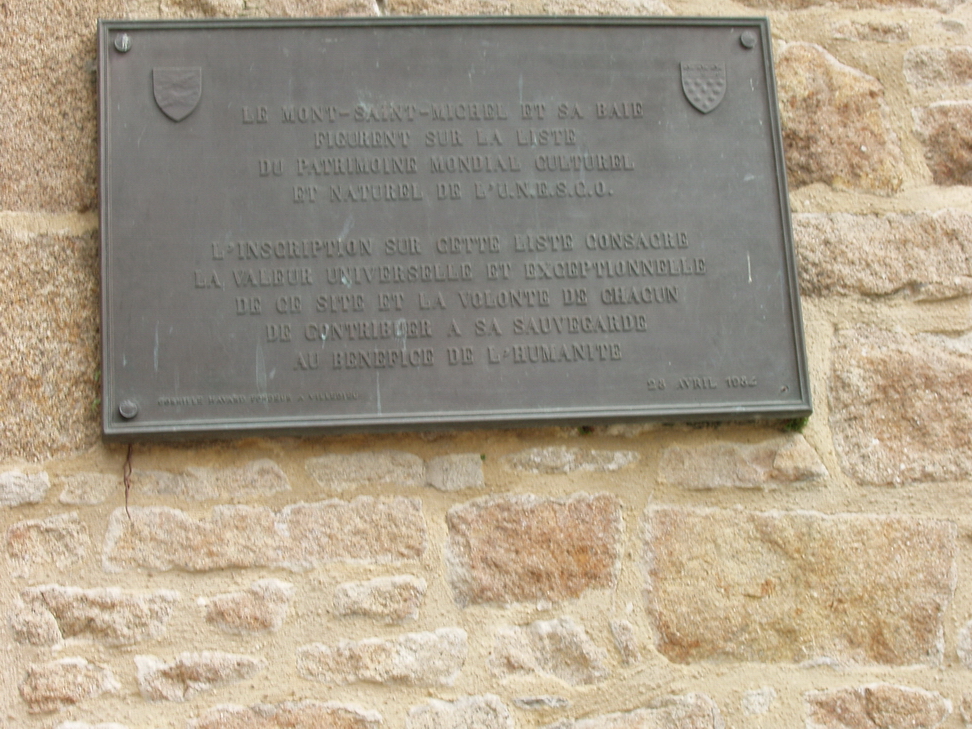 LE MONT-SAINT-MICHEL ET SA BAIE
FIGURENT SUR LA LISTE
DU PATRIMOINE MONDIAL CULTUREL
ET NATUREL DE L'U.N.E.S.C.O.
L'INSCRIPTION SUR CETTE LISTE CONSACRE
LA VALEUR UNIVERSELLE ET EXCEPTIONNELLE
DE CE SITE ET LA VOLONTE DE CHACUN
DE CONTRIBUER A SA SAUVEGARDE
AU BENEFICE DE L'HUMANITE
28 AVRIL
A